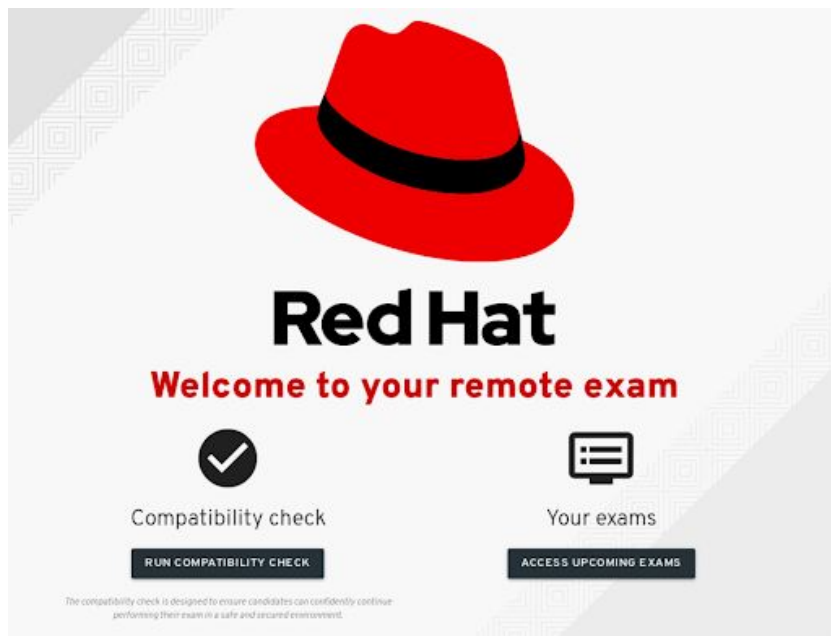 Red Hat
Welcome to your remote exam
Compatibility check
RUN COMPATIBILITY CHECK
The compatibility check is designed to ensure candidates can confidently continue
performing their exam in a safe and secured environment.
Your exams
ACCESS UPCOMING EXAMS